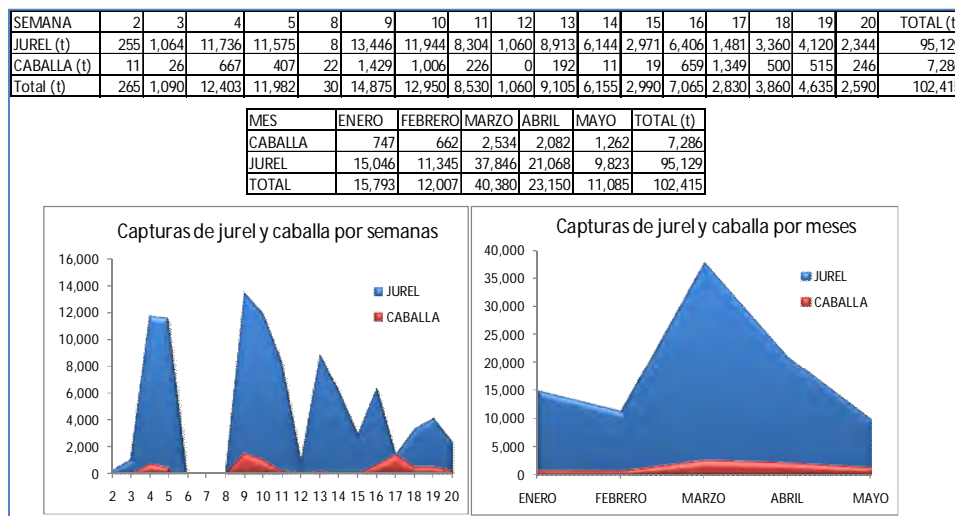 SEMANA 2 3 4 5 8 9 10 11 12 13 14 15 16 17 18 19 20 TOTAL (t
JUREL (t) 255 1,064 11,736 11,575 8 13,446 11,944 8,304 1,060 8,913 6,144 2,971 6,406 1,481 3,360 4,120 2,344 95,129
CABALLA (t) 11 26 667 407 22 1,429 1,006 226 0 192 11 19 659 1,349 500 515 246 7,286
Total (t) 265 1,090 12,403 11,982 30 14,875 12,950 8,530 1,060 9,105 6,155 2,990 7,065 2,830 3,860 4,635 2,590 102,415
MES ENERO FEBRERO MARZO ABRIL MAYO TOTAL (t)
CABALLA 747 662 2,534 2,082 1,262 7,286
JUREL 15,046 11,345 37,846 21,068 9,823 95,129
TOTAL 15,793 12,007 40,380 23,150 11,085 102,415
Capturas de jurel y caballa por semanas
16,000
14,000
12,000
10,000
8,000
6,000
4,000
2,000
0
JUREL
CABALLA
2 3 4 5 6 7 8 9 10 11 12 13 14 15 16 17 18 19 20
Capturas de jurel y caballa por meses
40,000
35,000
30,000
25,000
20,000
15,000
10,000
5,000
0
JUREL
CABALLA
ENERO FEBRERO MARZO ABRIL MAYO